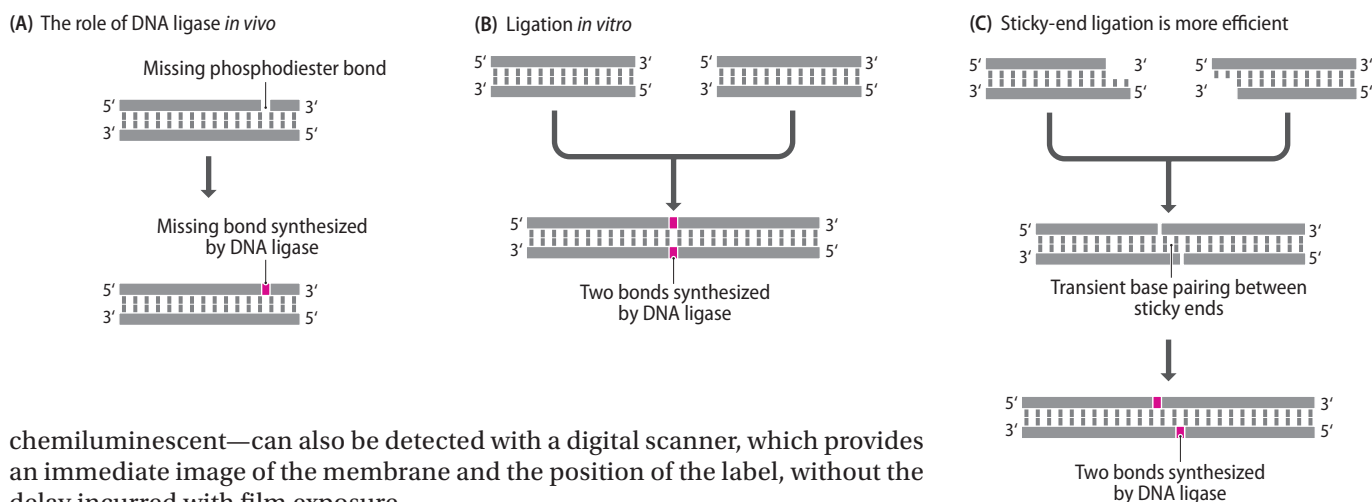 (A) The role of DNA ligase in vivo
Missing phosphodiester bond
5‘ 3‘
3‘ 5‘
Missing bond synthesized
by DNA ligase
5‘ 3‘
3‘ 5‘
(B) Ligation in vitro
5‘ 3‘ 5‘ 3‘
3‘ 5‘ 3‘ 5‘
5‘ 3‘
3‘ 5‘
Two bonds synthesized
by DNA ligase
(C) Sticky-end ligation is more efficient
5‘ 3‘ 5‘ 3‘
3‘ 5‘ 3‘ 5‘
5‘ 3‘
3‘ 5‘
Transient base pairing between
sticky ends
5‘ 3‘
3‘ 5‘
Two bonds synthesized
by DNA ligase
chemiluminescent—can also be detected with a digital scanner, which provides
an immediate image of the membrane and the position of the label, without the
delay incurred with film exposure